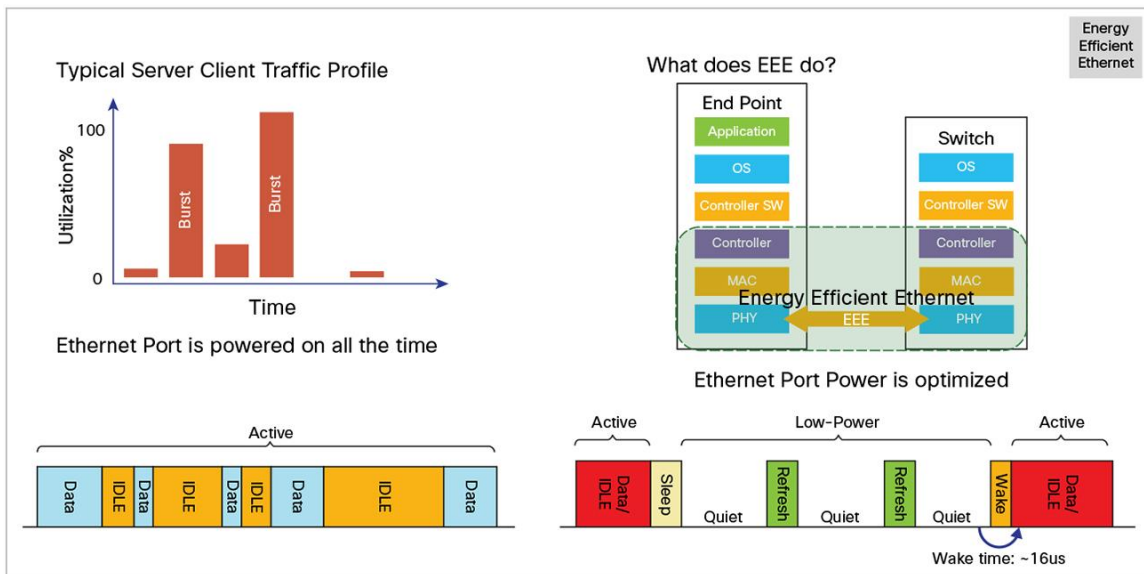 Energy
Efficient
Ethernet
Typical Server Client Traffic Profile
100
Utilization%
0
Burst
Burst
Time
Ethernet Port is powered on all the time
What does EEE do?
End Point
Application
OS
Controller SW
Controller
MAC
PHY
Switch
OS
Controller SW
Controller
MAC
PHY
Energy Efficient Ethernet
EEE
Ethernet Port Power is optimized
Active
Data
IDLE
Data
IDLE
Data
IDLE
Data
IDLE
Data
Active
Low-Power
Active
Data/
IDLE
Sleep
Quiet
Refresh
Quiet
Refresh
Quiet
Wake
Data/
IDLE
Wake time: ~16us